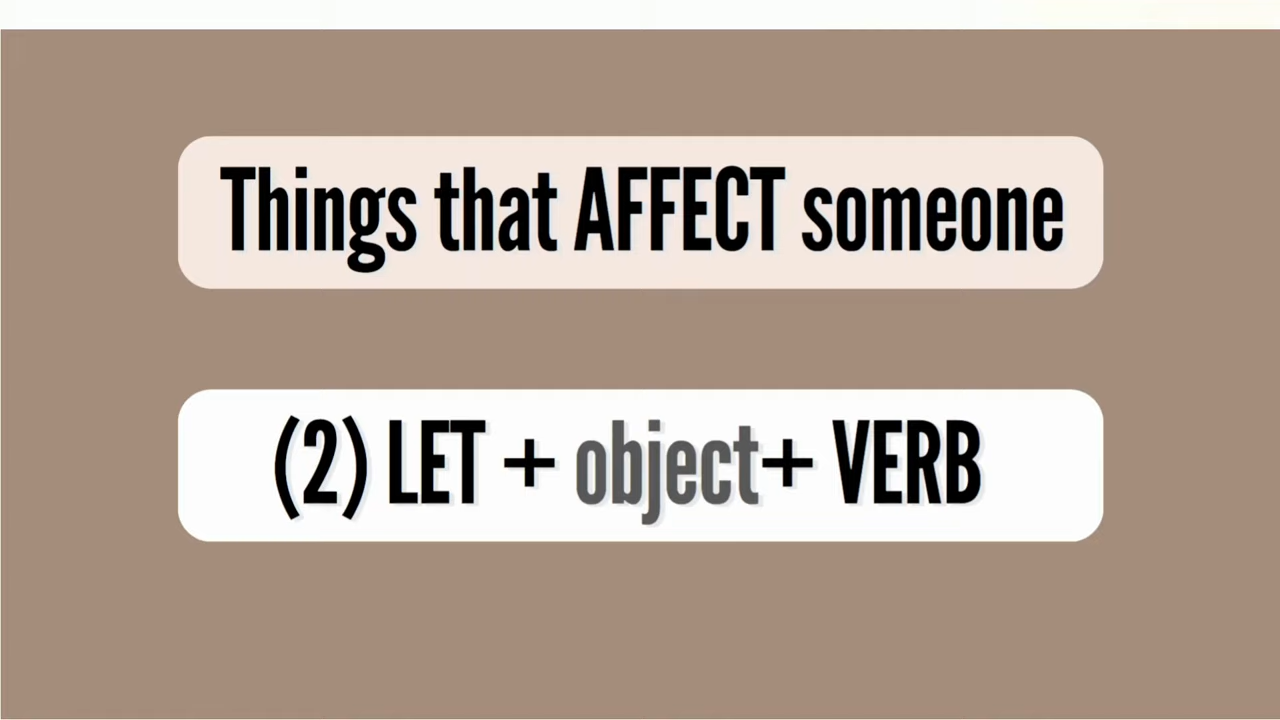 Things that AFFECT someone
(2) LET + object+ VERB